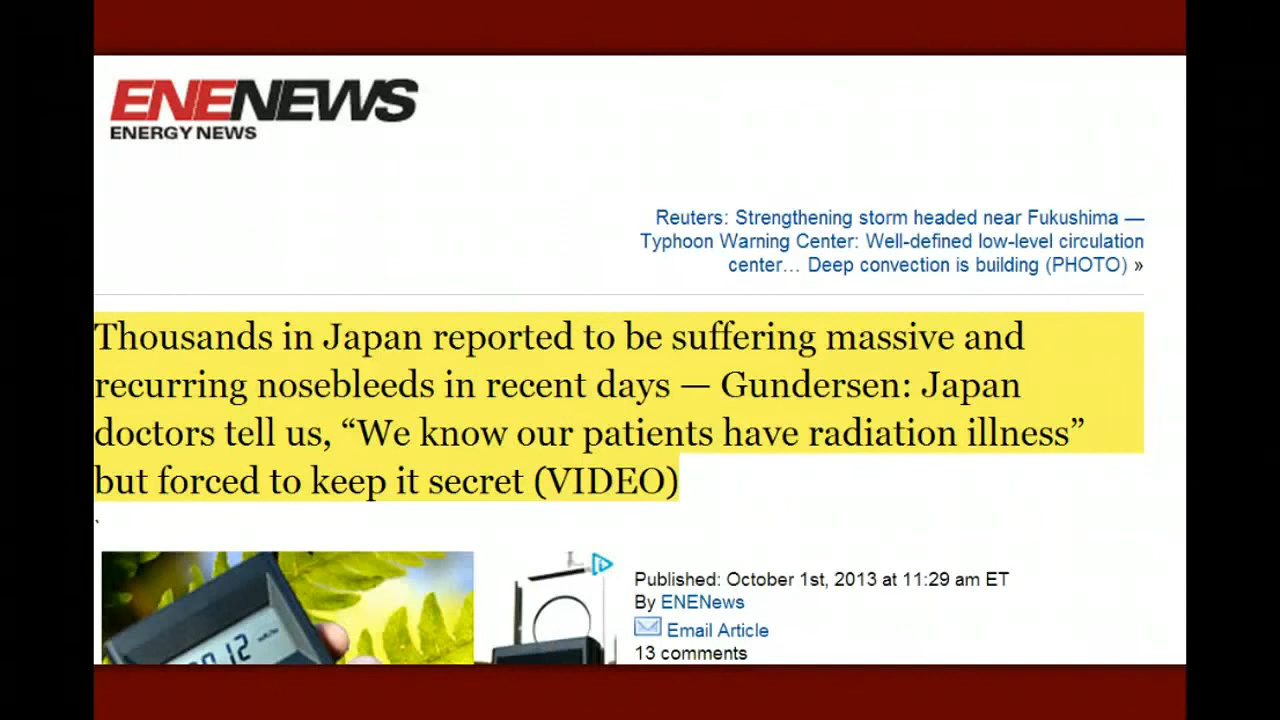 ENENEWS
ENERGY NEWS
Reuters: Strengthening storm headed near Fukushima —
Typhoon Warning Center: Well-defined low-level circulation
center… Deep convection is building (PHOTO) »
Thousands in Japan reported to be suffering massive and
recurring nosebleeds in recent days — Gundersen: Japan
doctors tell us, “We know our patients have radiation illness”
but forced to keep it secret (VIDEO)
Published: October 1st, 2013 at 11:29 am ET
By ENENews
Email Article
13 comments